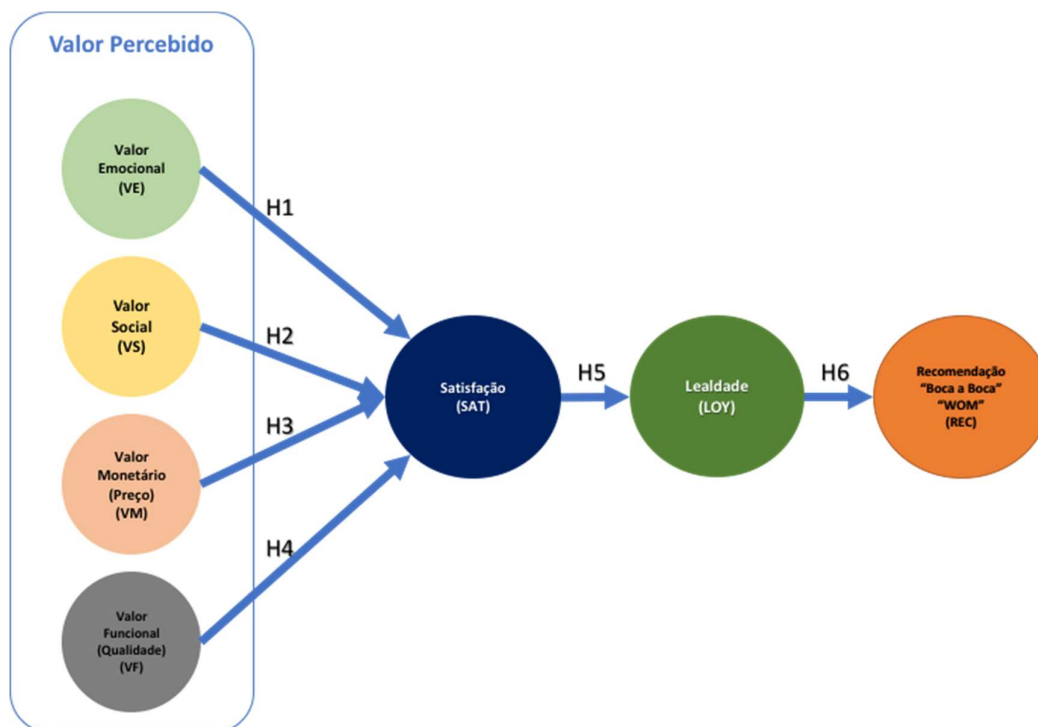 Valor Percebido
Valor
Emocional
(VE)
H1
Valor
Social
(VS)
H2
Valor
Monetário
(Preço)
(VM)
H3
Valor
Funcional
(Qualidade)
(VF)
H4
Satisfação
(SAT)
H5
Lealdade
(LOY)
H6
Recomendação
“Boca a Boca”
“WOM”
(REC)